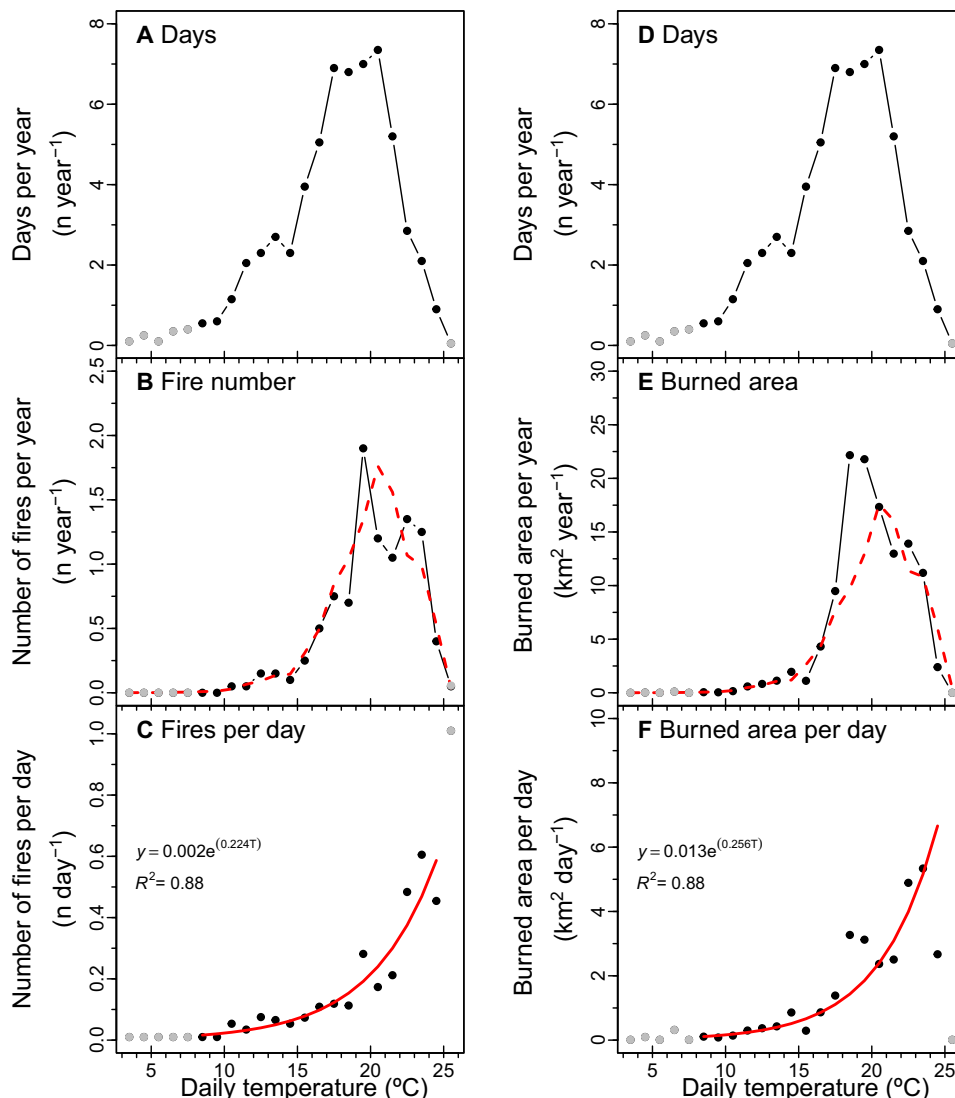 A Days
Days per year
(n year⁻¹)
0 2 4 6 8
B Fire number
Number of fires per year
(n year⁻¹)
0.0 0.5 1.0 1.5 2.0 2.5
C Fires per day
Number of fires per day
(n day⁻¹)
0.0 0.2 0.4 0.6 0.8 1.0
y = 0.002e^(0.224T)
R² = 0.88
5 10 15 20 25
Daily temperature (ºC)
D Days
Days per year
(n year⁻¹)
0 2 4 6 8
E Burned area
Burned area per year
(km² year⁻¹)
0 5 10 15 20 25 30
F Burned area per day
Burned area per day
(km² day⁻¹)
0 2 4 6 8 10
y = 0.013e^(0.256T)
R² = 0.88
5 10 15 20 25
Daily temperature (ºC)